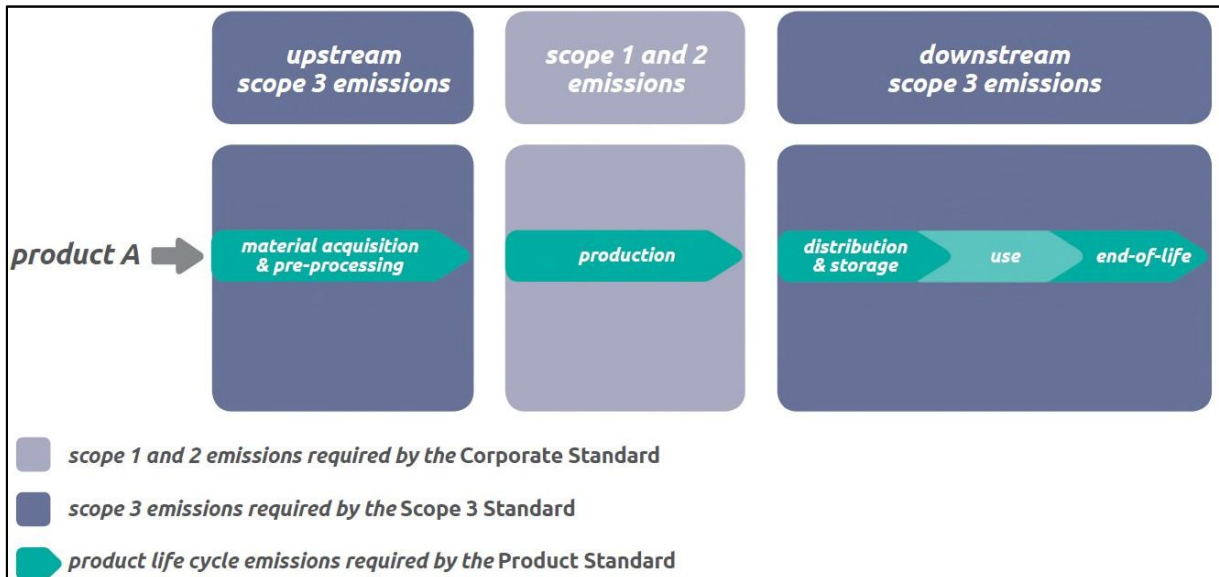 upstream
scope 3 emissions
scope 1 and 2
emissions
downstream
scope 3 emissions
product A
material acquisition
& pre-processing
production
distribution
& storage
use
end-of-life
scope 1 and 2 emissions required by the Corporate Standard
scope 3 emissions required by the Scope 3 Standard
product life cycle emissions required by the Product Standard